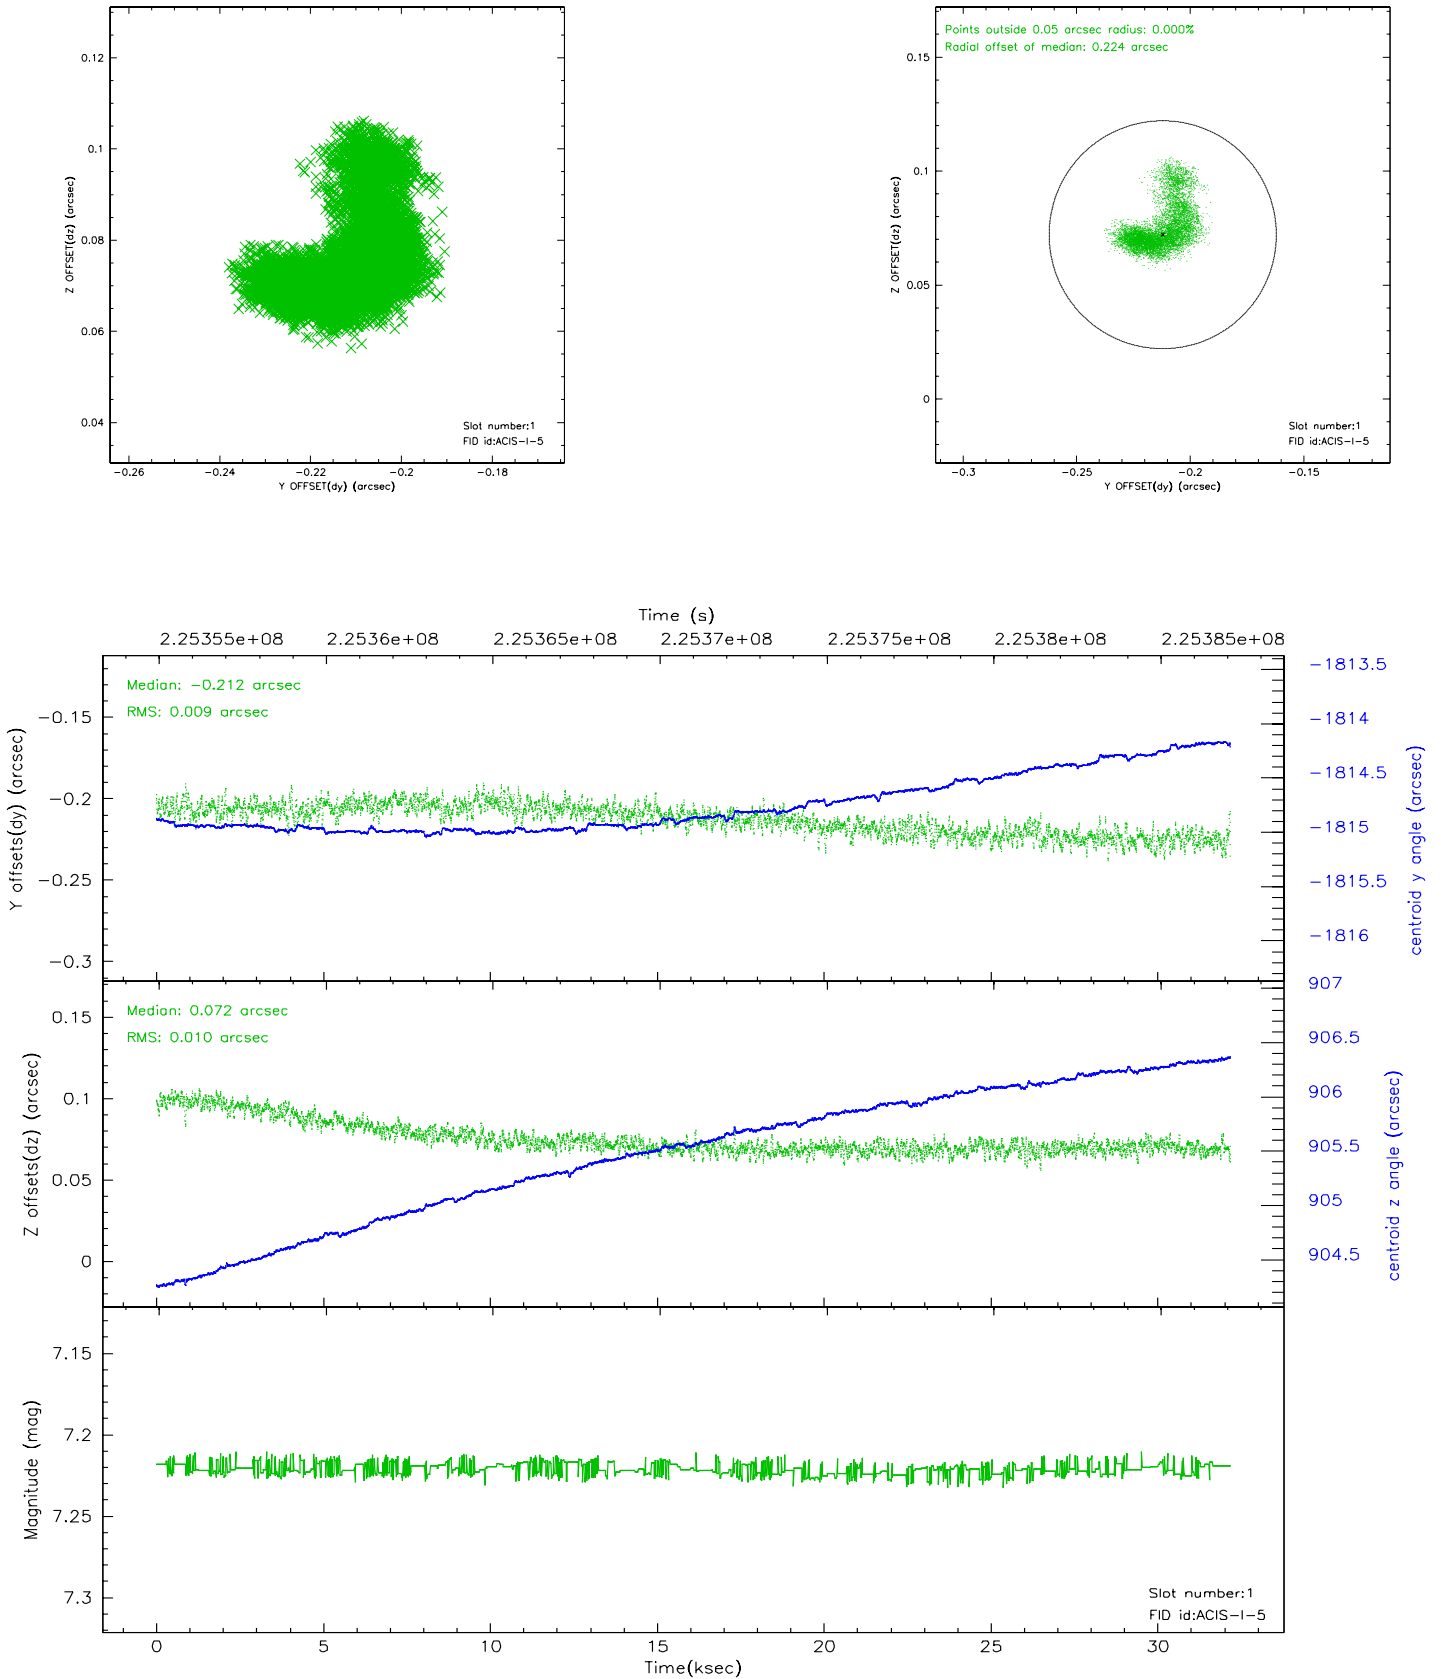 0.12
0.1
0.08
0.06
0.04
Z OFFSET(dz) (arcsec)
Slot number:1
FID id:ACIS-I-5
-0.26
-0.24
-0.22
-0.2
-0.18
Y OFFSET(dy) (arcsec)
Points outside 0.05 arcsec radius: 0.000%
Radial offset of median: 0.224 arcsec
0.15
0.1
0.05
0
Z OFFSET(dz) (arcsec)
Slot number:1
FID id:ACIS-I-5
-0.3
-0.25
-0.2
-0.15
Y OFFSET(dy) (arcsec)
Time (s)
2.25355e+08
2.2536e+08
2.25365e+08
2.2537e+08
2.25375e+08
2.2538e+08
2.25385e+08
Median: -0.212 arcsec
RMS: 0.009 arcsec
-0.15
-0.2
-0.25
-0.3
Y offsets(dy) (arcsec)
-1813.5
-1814
-1814.5
-1815
-1815.5
-1816
centroid y angle (arcsec)
Median: 0.072 arcsec
RMS: 0.010 arcsec
0.15
0.1
0.05
0
Z offsets(dz) (arcsec)
907
906.5
906
905.5
905
904.5
centroid z angle (arcsec)
7.15
7.2
7.25
7.3
Magnitude (mag)
Slot number:1
FID id:ACIS-I-5
0
5
10
15
20
25
30
Time(ksec)